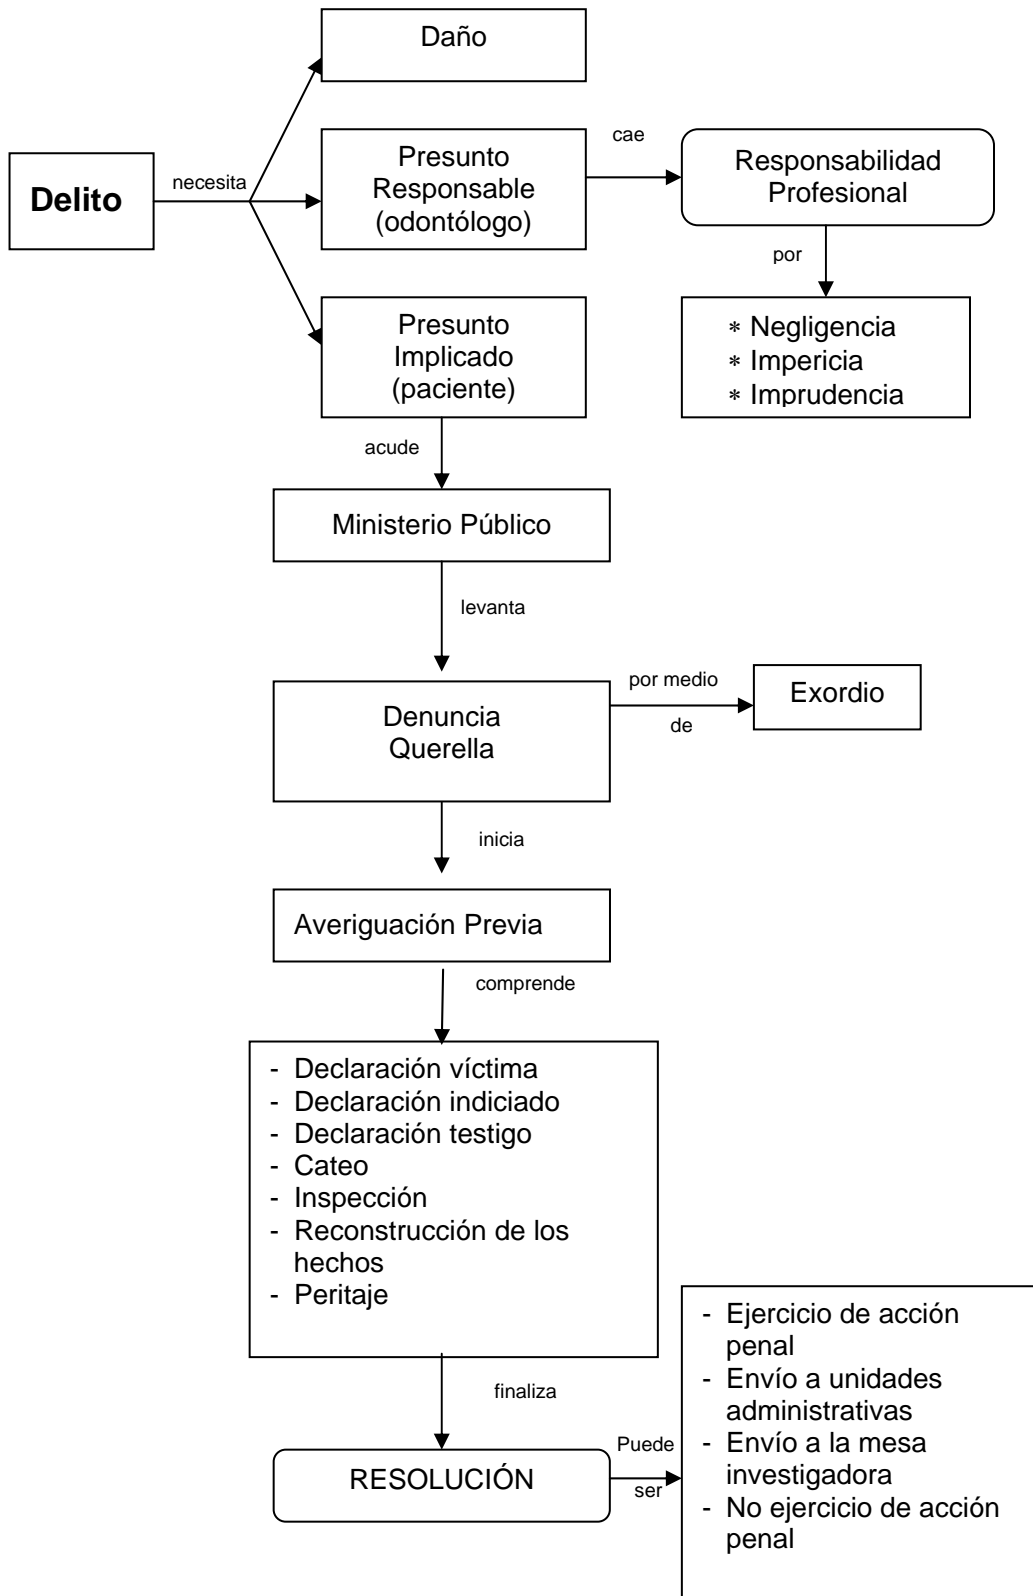 Daño
Delito
necesita
Presunto
Responsable
(odontólogo)
cae
Responsabilidad
Profesional
por
* Negligencia
* Impericia
* Imprudencia
Presunto
Implicado
(paciente)
acude
Ministerio Público
levanta
Denuncia
Querella
por medio
de
Exordio
inicia
Averiguación Previa
comprende
- Declaración víctima
- Declaración indiciado
- Declaración testigo
- Cateo
- Inspección
- Reconstrucción de los
hechos
- Peritaje
finaliza
RESOLUCIÓN
Puede
ser
- Ejercicio de acción
penal
- Envío a unidades
administrativas
- Envío a la mesa
investigadora
- No ejercicio de acción
penal